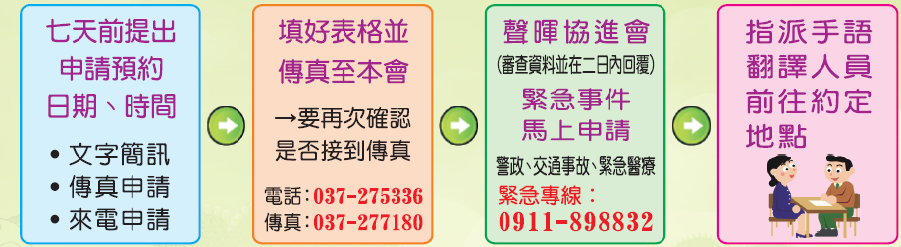 七天前提出
申請預約
日期、時間
• 文字簡訊
• 傳真申請
• 來電申請
填好表格並
傳真至本會
→要再次確認
是否接到傳真
電話：037-275336
傳真：037-277180
聲暉協進會
(審查資料並在二日內回覆)
緊急事件
馬上申請
警政、交通事故、緊急醫療
緊急專線：
0911-898832
指派手語
翻譯人員
前往約定
地點